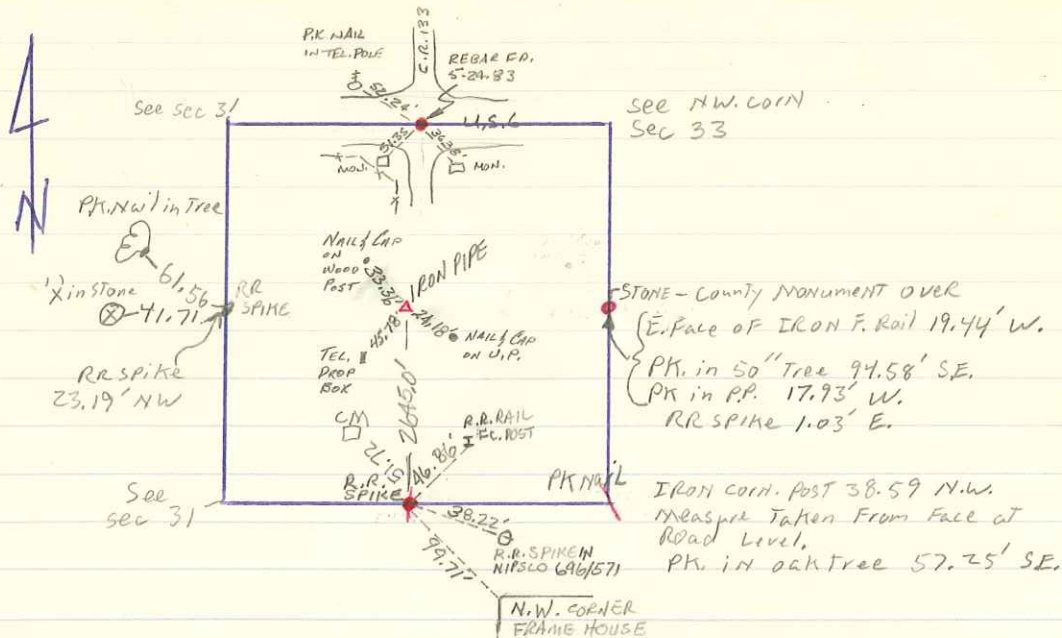 P.K NAIL
IN TEL. POLE
C.R. 133
REBAR FD.
5-24-83
52.24'
See Sec 31
U.S. 6
See N.W. CORN
Sec 33
51.35
36.38'
MON.
MON.
N
P.K. Nail in Tree
61.56
'X' in Stone
41.71
RR
SPIKE
RR SPIKE
23.19' NW
NAIL & CAP
ON
WOOD
POST
33.36'
IRON PIPE
24.18'
NAIL & CAP
ON U.P.
45.78
TEL.
DROP
BOX
2645.0'
STONE - County MONUMENT OVER
E. Face OF IRON F. Rail 19.44' W.
PK. in 50" Tree 94.58' S.E.
PK in P.P. 17.93' W.
RR SPIKE 1.03' E.
CM
51.72
46.86'
R.R. RAIL
FC. POST
R.R.
SPIKE
PK Nail
See
Sec 31
IRON CORN. POST 38.59 N.W.
Measure Taken From Face at
Road Level.
PK. in oak Tree 57.25' S.E.
38.22'
R.R. SPIKE IN
NIPSCO 696/571
99.71'
N.W. CORNER
FRAME HOUSE